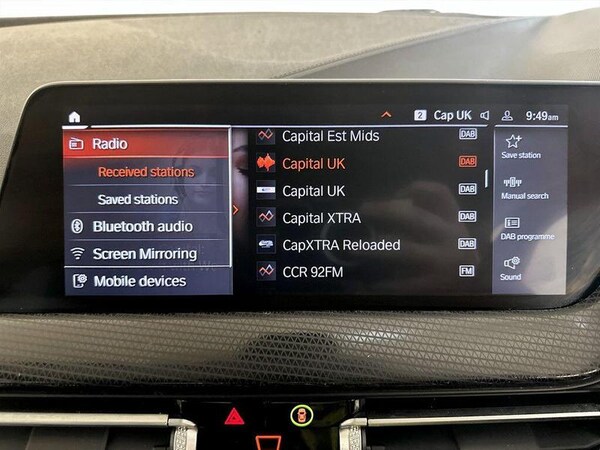 2 Cap UK 9:49am
Radio
Received stations
Saved stations
Bluetooth audio
Screen Mirroring
Mobile devices
Capital Est Mids DAB
Capital UK DAB
Capital UK DAB
Capital XTRA DAB
CapXTRA Reloaded DAB
CCR 92FM FM
Save station
Manual search
DAB programme
Sound